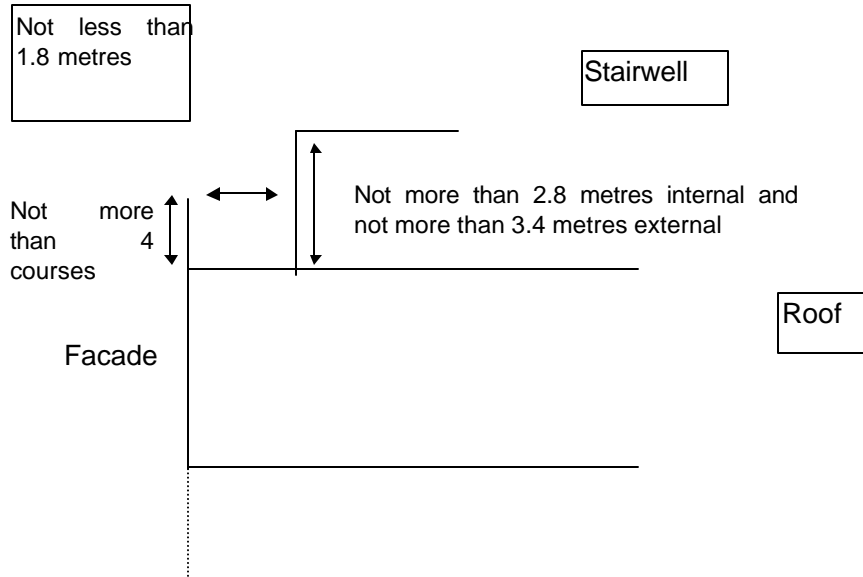 Not less than
1.8 metres
Stairwell
Not more than 2.8 metres internal and
not more than 3.4 metres external
Not more
than 4
courses
Roof
Facade